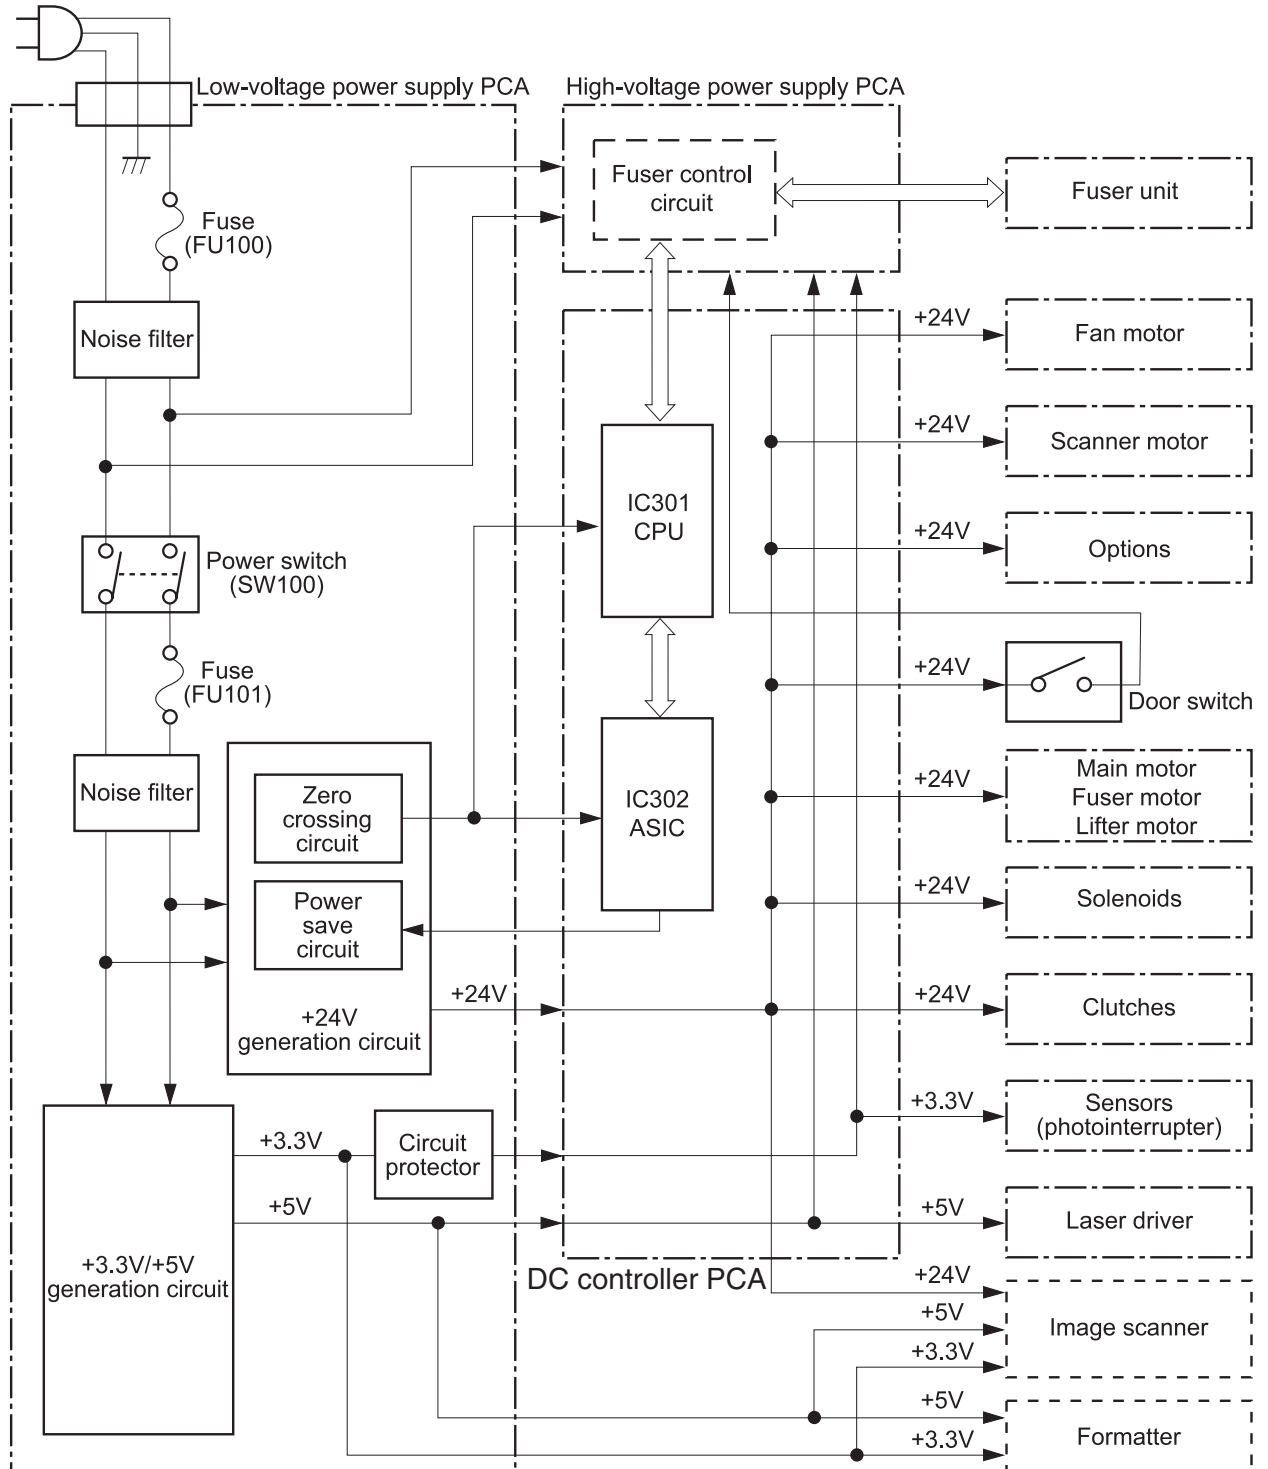 Low-voltage power supply PCA
High-voltage power supply PCA
Fuser control
circuit
Fuser unit
Fuse
(FU100)
Noise filter
+24V
Fan motor
+24V
Scanner motor
IC301
CPU
+24V
Options
Power switch
(SW100)
Fuse
(FU101)
+24V
Door switch
Noise filter
Zero
crossing
circuit
IC302
ASIC
+24V
Main motor
Fuser motor
Lifter motor
Power
save
circuit
+24V
Solenoids
+24V
generation circuit
+24V
+24V
Clutches
+3.3V
Circuit
protector
+3.3V
Sensors
(photointerrupter)
+5V
+5V
Laser driver
+3.3V/+5V
generation circuit
DC controller PCA
+24V
+5V
+3.3V
Image scanner
+5V
+3.3V
Formatter